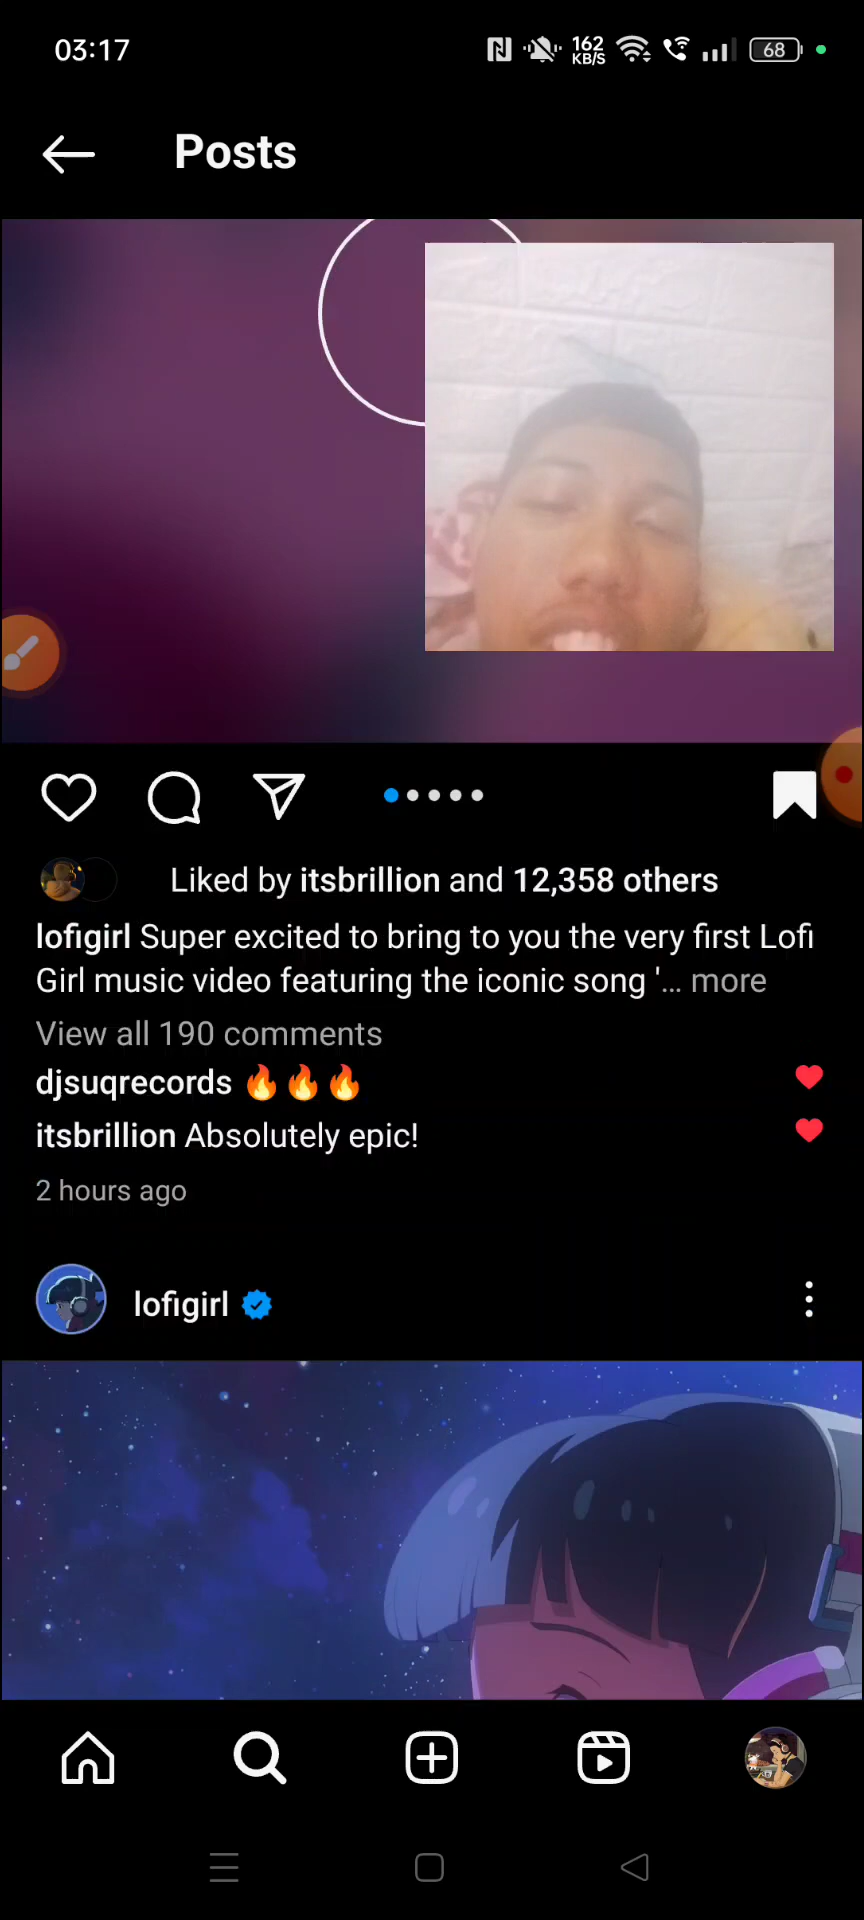 03:17
162
KB/S
68
Posts
Liked by itsbrillion and 12,358 others
lofigirl Super excited to bring to you the very first Lofi
Girl music video featuring the iconic song '... more
View all 190 comments
djsuqrecords 🔥🔥🔥
itsbrillion Absolutely epic!
2 hours ago
lofigirl